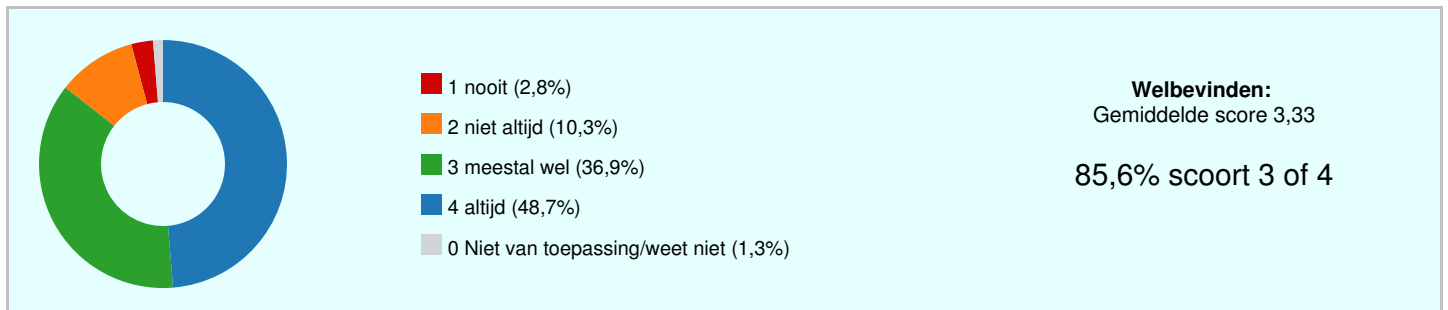 1 nooit (2,8%)
2 niet altijd (10,3%)
3 meestal wel (36,9%)
4 altijd (48,7%)
0 Niet van toepassing/weet niet (1,3%)
Welbevinden:
Gemiddelde score 3,33
85,6% scoort 3 of 4